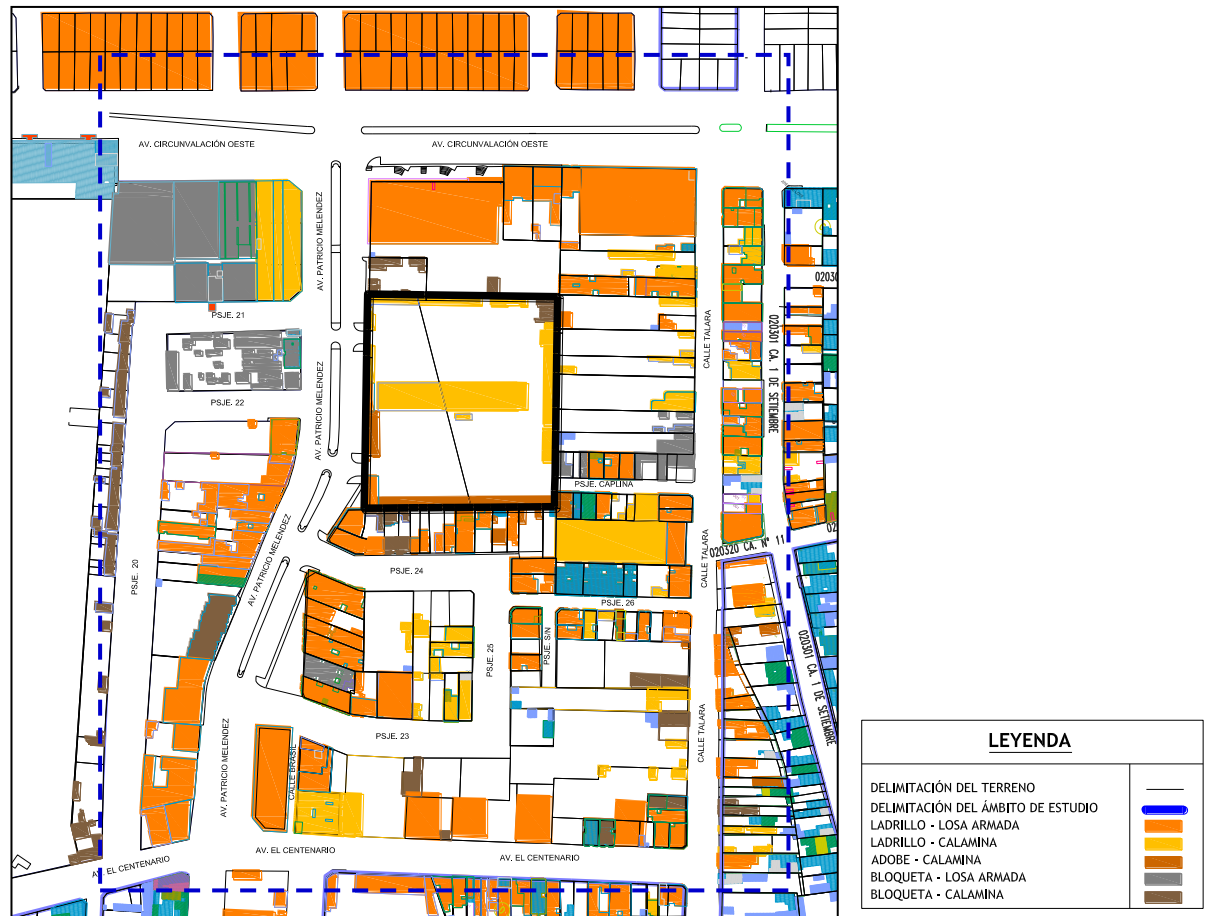 AV. CIRCUNVALACIÓN OESTE
AV. CIRCUNVALACIÓN OESTE
AV. PATRICIO MELENDEZ
PSJE. 21
CALLE TALARA
020301 CA. 1 DE SETIEMBRE
AV. PATRICIO MELENDEZ
PSJE. 22
PSJE. CAPLINA
AV. PATRICIO MELENDEZ
020320 CA. N° 11
PSJE. 20
PSJE. 24
CALLE TALARA
PSJE. 26
PSJE. 25
PSJE. S/N
020301 CA. 1 DE SETIEMBRE
PSJE. 23
AV. PATRICIO MELENDEZ
CALLE BRASIL
CALLE TALARA
AV. EL CENTENARIO
AV. EL CENTENARIO
AV. EL CENTENARIO
LEYENDA
DELIMITACIÓN DEL TERRENO
DELIMITACIÓN DEL ÁMBITO DE ESTUDIO
LADRILLO - LOSA ARMADA
LADRILLO - CALAMINA
ADOBE - CALAMINA
BLOQUETA - LOSA ARMADA
BLOQUETA - CALAMINA